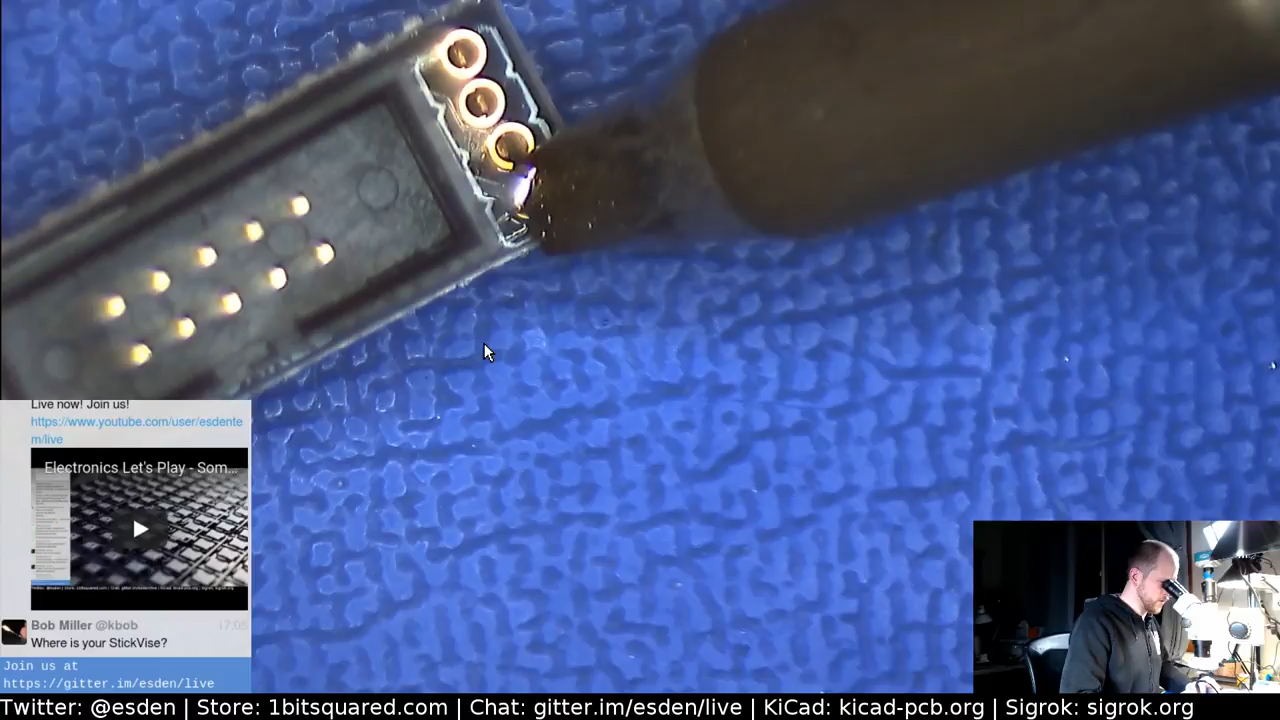 Live now! Join us!
https://www.youtube.com/user/esdente
m/live
Electronics Let's Play - Som...
Bob Miller @kbob 17:05
Where is your StickVise?
Join us at
https://gitter.im/esden/live
Twitter: @esden | Store: 1bitsquared.com | Chat: gitter.im/esden/live | KiCad: kicad-pcb.org | Sigrok: sigrok.org